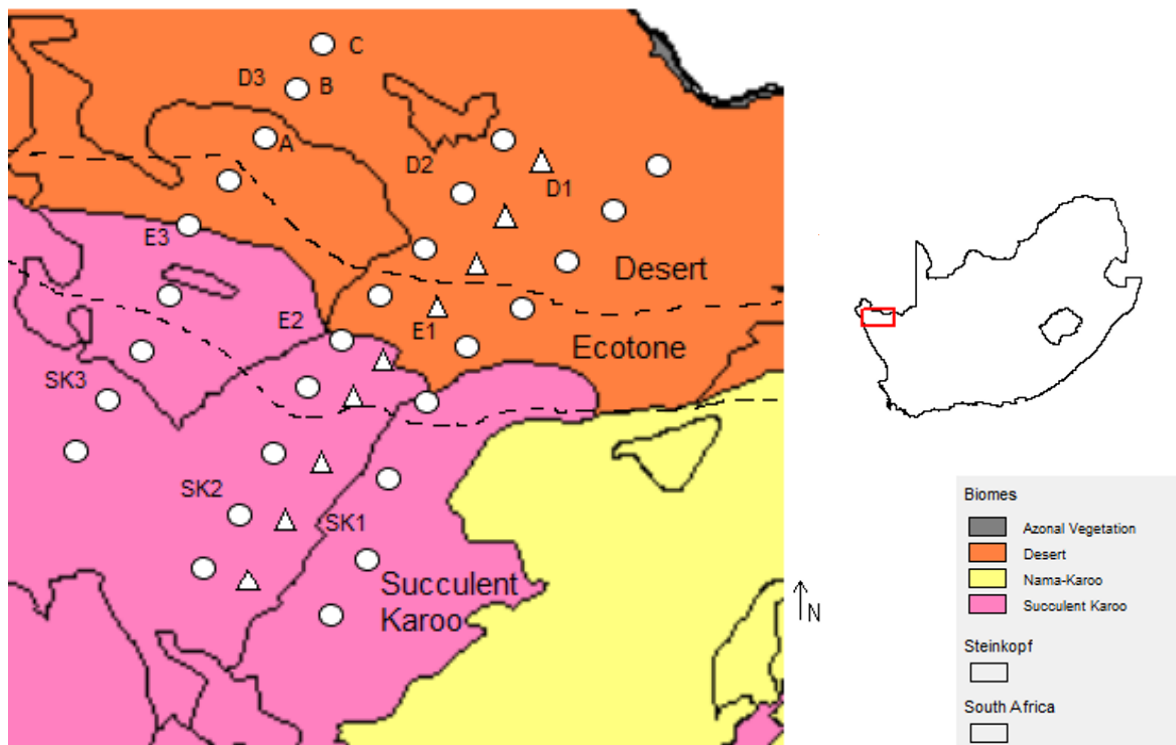 C
D3
B
A
D2
D1
E3
Desert
E2
E1
Ecotone
SK3
SK2
SK1
Succulent
Karoo
N
Biomes
Azonal Vegetation
Desert
Nama-Karoo
Succulent Karoo
Steinkopf
South Africa